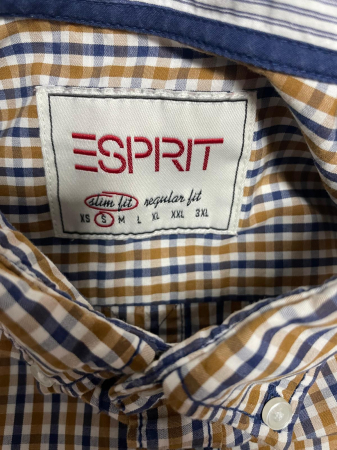 ESPRIT
slim fit regular fit
XS S M L XL XXL 3XL